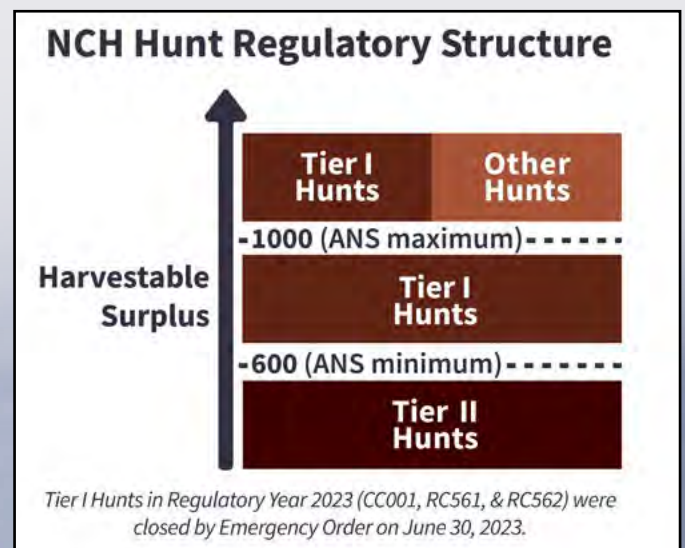 NCH Hunt Regulatory Structure
Tier I
Hunts
Other
Hunts
1000 (ANS maximum)
Harvestable
Surplus
Tier I
Hunts
600 (ANS minimum)
Tier II
Hunts
Tier I Hunts in Regulatory Year 2023 (CC001, RC561, & RC562) were
closed by Emergency Order on June 30, 2023.